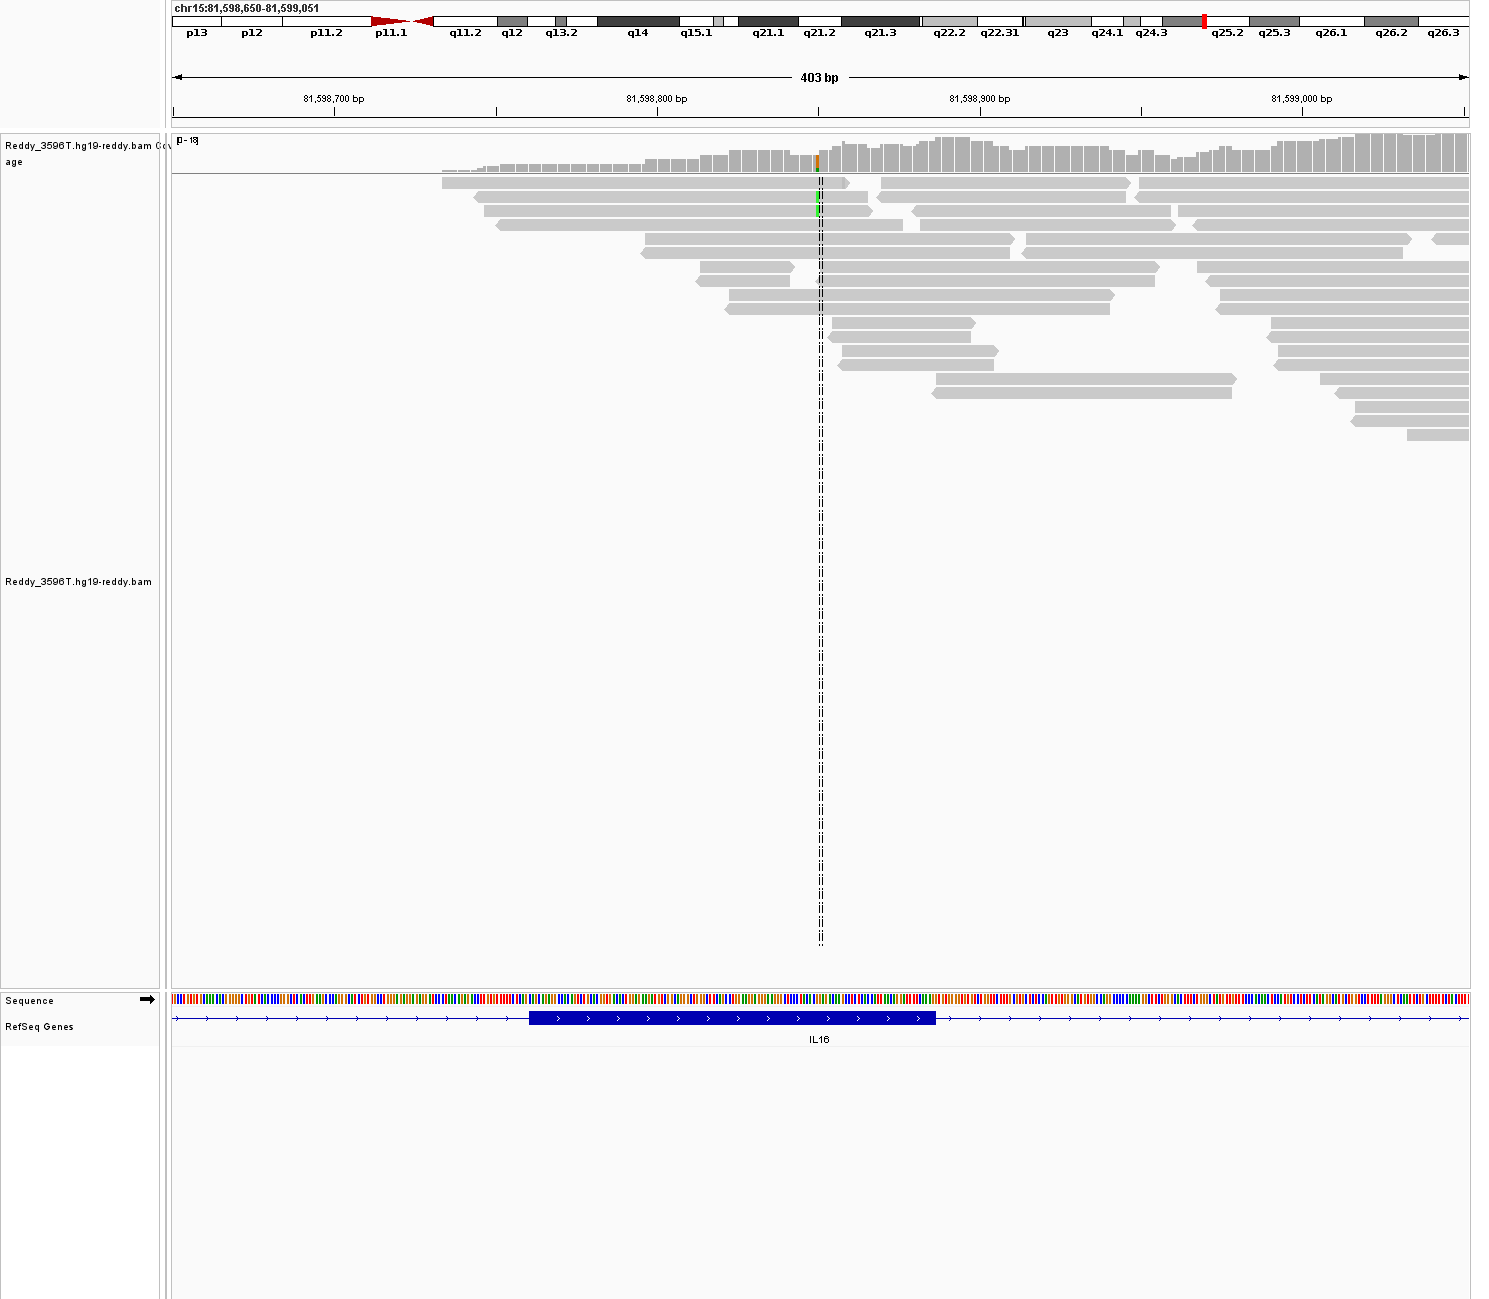 chr15:81,598,650-81,599,051
p13 p12 p11.2 p11.1 q11.2 q12 q13.2 q14 q15.1 q21.1 q21.2 q21.3 q22.2 q22.31 q23 q24.1 q24.3 q25.2 q25.3 q26.1 q26.2 q26.3
403 bp
81,598,700 bp 81,598,800 bp 81,598,900 bp 81,599,000 bp
[0 - 18]
Reddy_3596T.hg19-reddy.bam Cov
age
Reddy_3596T.hg19-reddy.bam
Sequence
RefSeq Genes
IL16